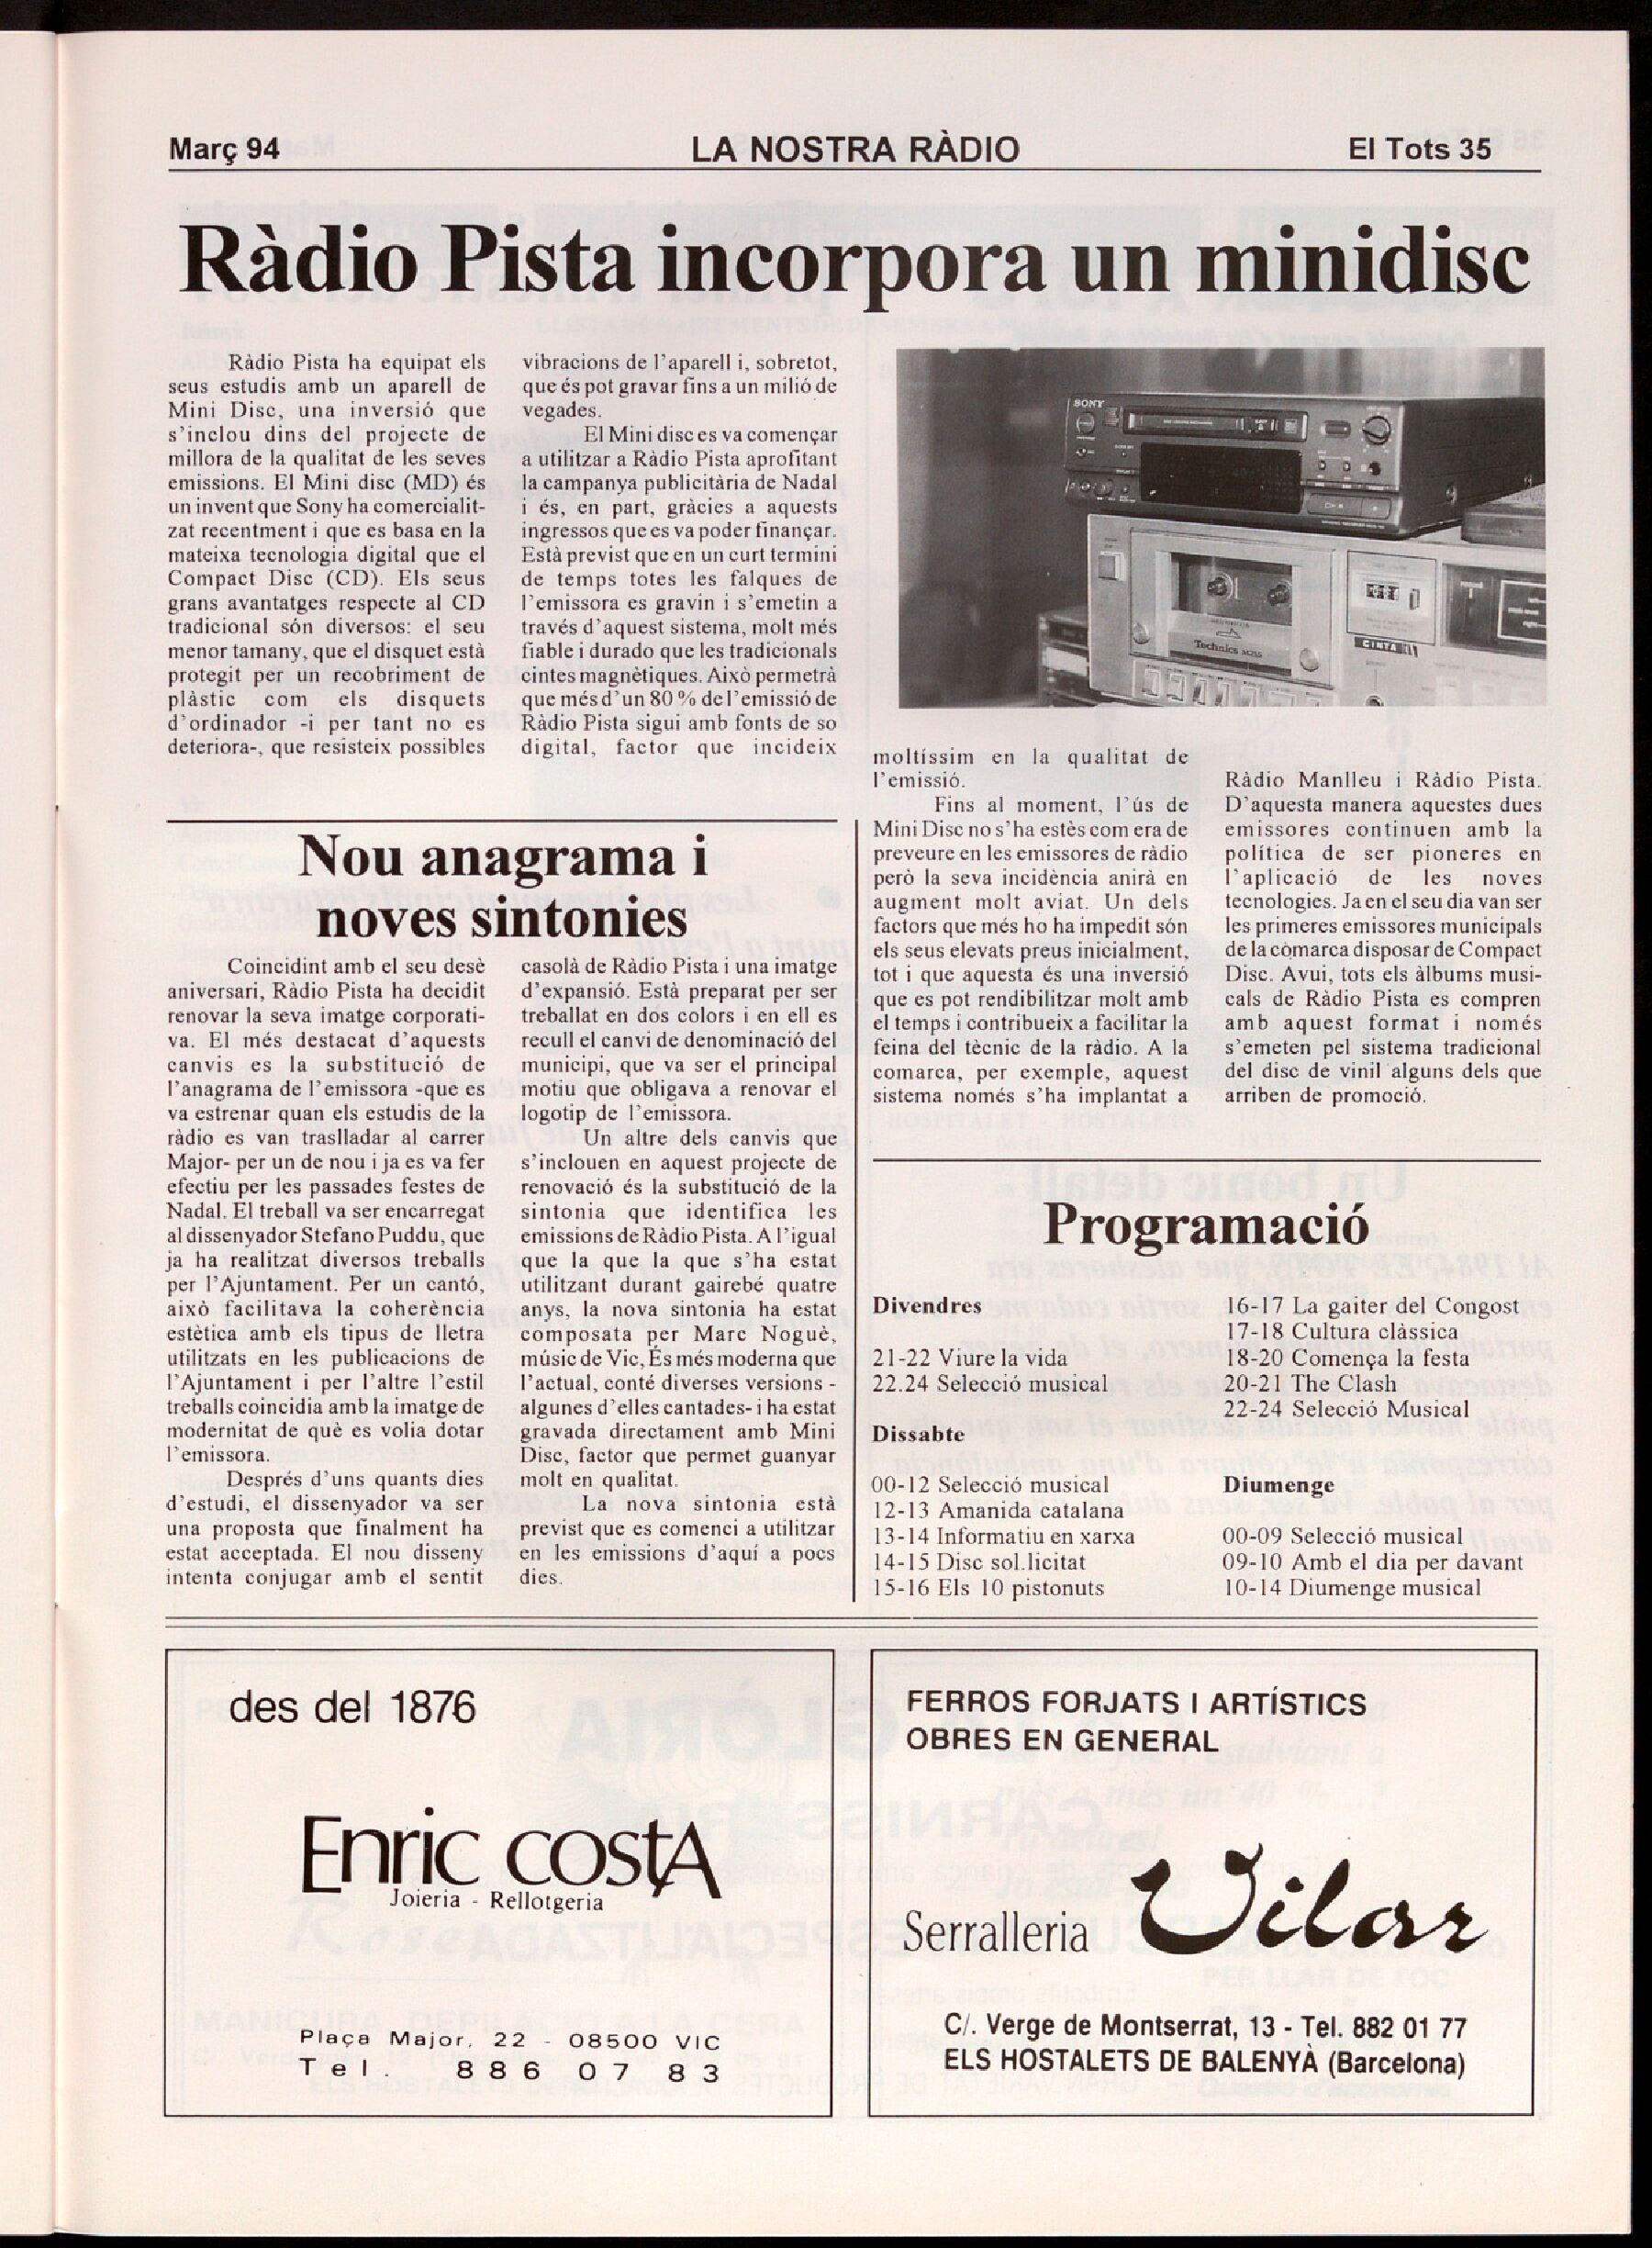 Març 94
LA NOSTRA RÀDIO
El Tots 35
Ràdio Pista incorpora un minidisc
Ràdio Pista ha equipat els
seus estudis amb un aparell de
Mini Disc, una inversió que
s'inclou dins del projecte de
millora de la qualitat de les seves
emissions. El Mini disc (MD) és
un invent que Sony ha comercialit-
zat recentment i que es basa en la
mateixa tecnologia digital que el
Compact Disc (CD). Els seus
grans avantatges respecte al CD
tradicional són diversos: el seu
menor tamany, que el disquet està
protegit per un recobriment de
plàstic com els disquets
d'ordinador -i per tant no es
deteriora-, que resisteix possibles
vibracions de l'aparell i, sobretot,
que és pot gravar fins a un milió de
vegades.
El Mini disc es va començar
a utilitzar a Ràdio Pista aprofitant
la campanya publicitària de Nadal
i és, en part, gràcies a aquests
ingressos que es va poder finançar.
Està previst que en un curt termini
de temps totes les falques de
l'emissora es gravin i s'emetin a
través d'aquest sistema, molt més
fiable i durado que les tradicionals
cintes magnètiques. Això permetrà
que més d'un 80 % de l'emissió de
Ràdio Pista sigui amb fonts de so
digital, factor que incideix
SONY
Technics M215
CINTA
moltíssim en la qualitat de
l'emissió.
Fins al moment, l'ús de
Mini Disc no s'ha estès com era de
preveure en les emissores de ràdio
però la seva incidència anirà en
augment molt aviat. Un dels
factors que més ho ha impedit són
els seus elevats preus inicialment,
tot i que aquesta és una inversió
que es pot rendibilitzar molt amb
el temps i contribueix a facilitar la
feina del tècnic de la ràdio. A la
comarca, per exemple, aquest
sistema només s'ha implantat a
Ràdio Manlleu i Ràdio Pista.
D'aquesta manera aquestes dues
emissores continuen amb la
política de ser pioneres en
l'aplicació de les noves
tecnologies. Ja en el seu dia van ser
les primeres emissores municipals
de la comarca disposar de Compact
Disc. Avui, tots els àlbums musi-
cals de Ràdio Pista es compren
amb aquest format i només
s'emeten pel sistema tradicional
del disc de vinil alguns dels que
arriben de promoció.
Nou anagrama i
noves sintonies
Coincidint amb el seu desè
aniversari, Ràdio Pista ha decidit
renovar la seva imatge corporati-
va. El més destacat d'aquests
canvis es la substitució de
l'anagrama de l'emissora -que es
va estrenar quan els estudis de la
ràdio es van traslladar al carrer
Major- per un de nou i ja es va fer
efectiu per les passades festes de
Nadal. El treball va ser encarregat
al dissenyador Stefano Puddu, que
ja ha realitzat diversos treballs
per l'Ajuntament. Per un cantó,
això facilitava la coherència
estètica amb els tipus de lletra
utilitzats en les publicacions de
l'Ajuntament i per l'altre l'estil
treballs coincidia amb la imatge de
modernitat de què es volia dotar
l'emissora.
Després d'uns quants dies
d'estudi, el dissenyador va ser
una proposta que finalment ha
estat acceptada. El nou disseny
intenta conjugar amb el sentit
casolà de Ràdio Pista i una imatge
d'expansió. Està preparat per ser
treballat en dos colors i en ell es
recull el canvi de denominació del
municipi, que va ser el principal
motiu que obligava a renovar el
logotip de l'emissora.
Un altre dels canvis que
s'inclouen en aquest projecte de
renovació és la substitució de la
sintonia que identifica les
emissions de Ràdio Pista. A l'igual
que la que la que s'ha estat
utilitzant durant gairebé quatre
anys, la nova sintonia ha estat
composata per Marc Noguè,
músic de Vic, És més moderna que
l'actual, conté diverses versions -
algunes d'elles cantades- i ha estat
gravada directament amb Mini
Disc, factor que permet guanyar
molt en qualitat.
La nova sintonia està
previst que es comenci a utilitzar
en les emissions d'aquí a pocs
dies.
Programació
Divendres
21-22 Viure la vida
22.24 Selecció musical
Dissabte
00-12 Selecció musical
12-13 Amanida catalana
13-14 Informatiu en xarxa
14-15 Disc sol.licitat
15-16 Els 10 pistonuts
16-17 La gaiter del Congost
17-18 Cultura clàssica
18-20 Comença la festa
20-21 The Clash
22-24 Selecció Musical
Diumenge
00-09 Selecció musical
09-10 Amb el dia per davant
10-14 Diumenge musical
des del 1876
Enric costA
Joieria - Rellotgeria
Plaça Major, 22 - 08500 VIC
Tel. 886 07 83
FERROS FORJATS I ARTÍSTICS
OBRES EN GENERAL
Serralleria Vilar
C/. Verge de Montserrat, 13 - Tel. 882 01 77
ELS HOSTALETS DE BALENYÀ (Barcelona)